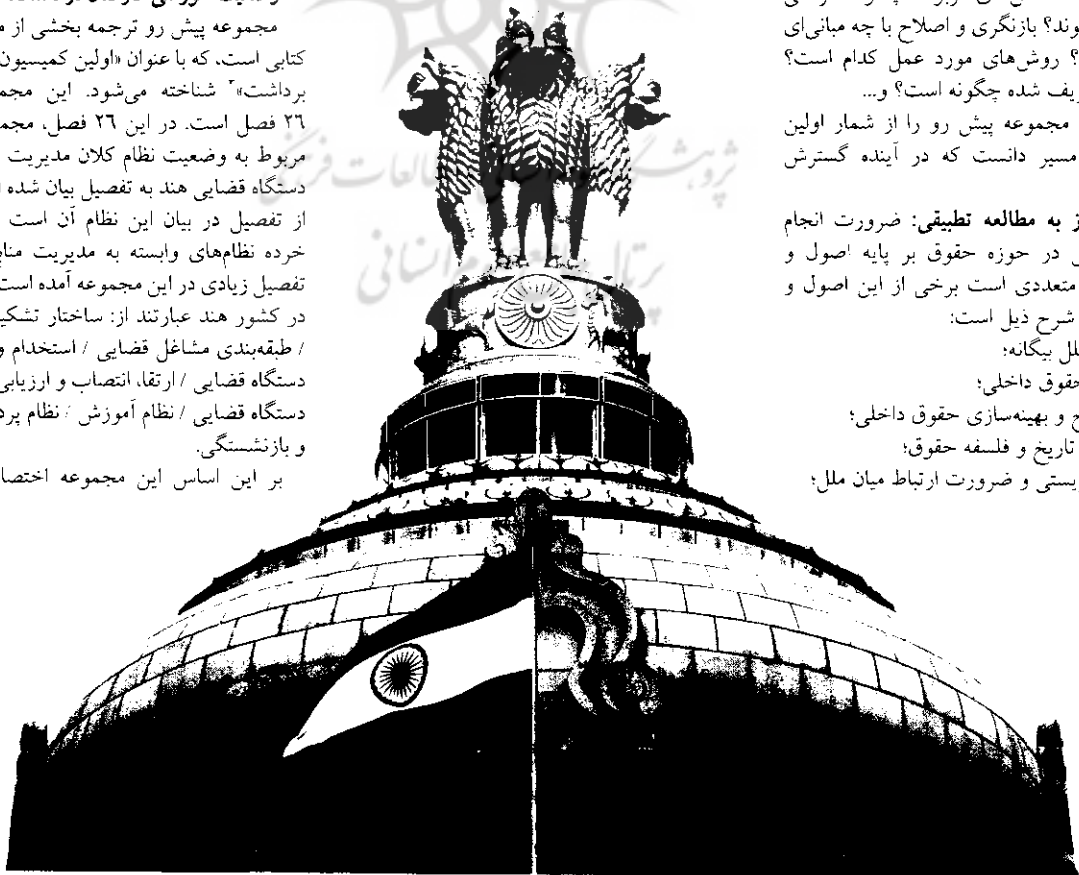 وند؟ بازنگری و اصلاح با چه مبانی‌ای
؟ روش‌های مورد عمل کدام است؟
ریف شده چگونه است؟ و...
مجموعه پیش رو را از شمار اولین
مسیر دانست که در آینده گسترش
ز به مطالعه تطبیقی: ضرورت انجام
در حوزه حقوق بر پایه اصول و
متعددی است برخی از این اصول و
شرح ذیل است:
لل بیگانه؛
حقوق داخلی؛
ح و بهینه‌سازی حقوق داخلی؛
تاریخ و فلسفه حقوق؛
یستی و ضرورت ارتباط میان ملل؛
مجموعه پیش رو ترجمه بخشی از م
کتابی است، که با عنوان «اولین کمیسیون
برداشت»۲ شناخته می‌شود. این مجم
۲۶ فصل است. در این ۲۶ فصل، مجم
مربوط به وضعیت نظام کلان مدیریت
دستگاه قضایی هند به تفصیل بیان شده
از تفصیل در بیان این نظام آن است
خرده نظام‌های وابسته به مدیریت مناب
تفصیل زیادی در این مجموعه آمده است
در کشور هند عبارتند از: ساختار تشکیل
/ طبقه‌بندی مشاغل قضایی / استخدام و
دستگاه قضایی / ارتقا، انتصاب و ارزیابی
دستگاه قضایی / نظام آموزش / نظام پرد
و بازنشستگی.
بر این اساس این مجموعه اختصا